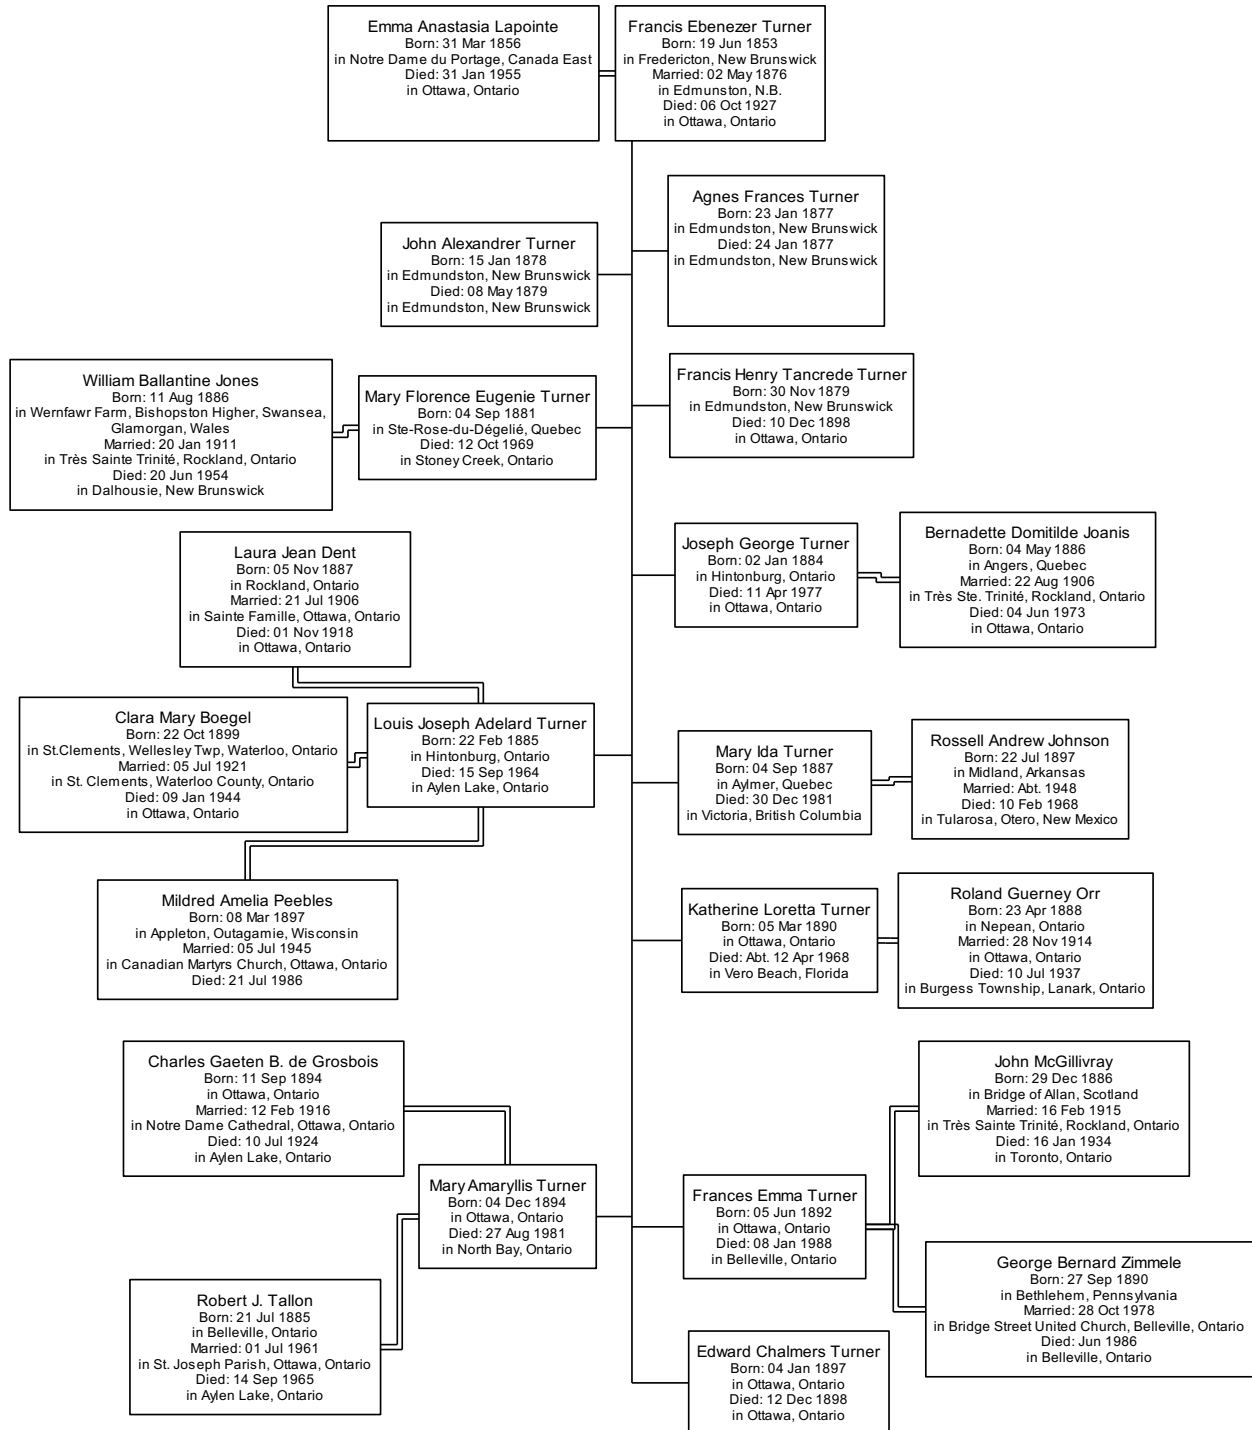 Emma Anastasia Lapointe
Born: 31 Mar 1856
in Notre Dame du Portage, Canada East
Died: 31 Jan 1955
in Ottawa, Ontario
Francis Ebenezer Turner
Born: 19 Jun 1853
in Fredericton, New Brunswick
Married: 02 May 1876
in Edmunston, N.B.
Died: 06 Oct 1927
in Ottawa, Ontario
Agnes Frances Turner
Born: 23 Jan 1877
in Edmundston, New Brunswick
Died: 24 Jan 1877
in Edmundston, New Brunswick
John Alexandrer Turner
Born: 15 Jan 1878
in Edmundston, New Brunswick
Died: 08 May 1879
in Edmundston, New Brunswick
Francis Henry Tancrede Turner
Born: 30 Nov 1879
in Edmundston, New Brunswick
Died: 10 Dec 1898
in Ottawa, Ontario
William Ballantine Jones
Born: 11 Aug 1886
in Wernfawr Farm, Bishopston Higher, Swansea,
Glamorgan, Wales
Married: 20 Jan 1911
in Très Sainte Trinité, Rockland, Ontario
Died: 20 Jun 1954
in Dalhousie, New Brunswick
Mary Florence Eugenie Turner
Born: 04 Sep 1881
in Ste-Rose-du-Dégelié, Quebec
Died: 12 Oct 1969
in Stoney Creek, Ontario
Joseph George Turner
Born: 02 Jan 1884
in Hintonburg, Ontario
Died: 11 Apr 1977
in Ottawa, Ontario
Bernadette Domitilde Joanis
Born: 04 May 1886
in Angers, Quebec
Married: 22 Aug 1906
in Très Ste. Trinité, Rockland, Ontario
Died: 04 Jun 1973
in Ottawa, Ontario
Laura Jean Dent
Born: 05 Nov 1887
in Rockland, Ontario
Married: 21 Jul 1906
in Sainte Famille, Ottawa, Ontario
Died: 01 Nov 1918
in Ottawa, Ontario
Clara Mary Boegel
Born: 22 Oct 1899
in St.Clements, Wellesley Twp, Waterloo, Ontario
Married: 05 Jul 1921
in St. Clements, Waterloo County, Ontario
Died: 09 Jan 1944
in Ottawa, Ontario
Louis Joseph Adelard Turner
Born: 22 Feb 1885
in Hintonburg, Ontario
Died: 15 Sep 1964
in Aylen Lake, Ontario
Mary Ida Turner
Born: 04 Sep 1887
in Aylmer, Quebec
Died: 30 Dec 1981
in Victoria, British Columbia
Rossell Andrew Johnson
Born: 22 Jul 1897
in Midland, Arkansas
Married: Abt. 1948
Died: 10 Feb 1968
in Tularosa, Otero, New Mexico
Mildred Amelia Peebles
Born: 08 Mar 1897
in Appleton, Outagamie, Wisconsin
Married: 05 Jul 1945
in Canadian Martyrs Church, Ottawa, Ontario
Died: 21 Jul 1986
Katherine Loretta Turner
Born: 05 Mar 1890
in Ottawa, Ontario
Died: Abt. 12 Apr 1968
in Vero Beach, Florida
Roland Guerney Orr
Born: 23 Apr 1888
in Nepean, Ontario
Married: 28 Nov 1914
in Ottawa, Ontario
Died: 10 Jul 1937
in Burgess Township, Lanark, Ontario
Charles Gaeten B. de Grosbois
Born: 11 Sep 1894
in Ottawa, Ontario
Married: 12 Feb 1916
in Notre Dame Cathedral, Ottawa, Ontario
Died: 10 Jul 1924
in Aylen Lake, Ontario
John McGillivray
Born: 29 Dec 1886
in Bridge of Allan, Scotland
Married: 16 Feb 1915
in Très Sainte Trinité, Rockland, Ontario
Died: 16 Jan 1934
in Toronto, Ontario
Mary Amaryllis Turner
Born: 04 Dec 1894
in Ottawa, Ontario
Died: 27 Aug 1981
in North Bay, Ontario
Frances Emma Turner
Born: 05 Jun 1892
in Ottawa, Ontario
Died: 08 Jan 1988
in Belleville, Ontario
George Bernard Zimmele
Born: 27 Sep 1890
in Bethlehem, Pennsylvania
Married: 28 Oct 1978
in Bridge Street United Church, Belleville, Ontario
Died: Jun 1986
in Belleville, Ontario
Robert J. Tallon
Born: 21 Jul 1885
in Belleville, Ontario
Married: 01 Jul 1961
in St. Joseph Parish, Ottawa, Ontario
Died: 14 Sep 1965
in Aylen Lake, Ontario
Edward Chalmers Turner
Born: 04 Jan 1897
in Ottawa, Ontario
Died: 12 Dec 1898
in Ottawa, Ontario